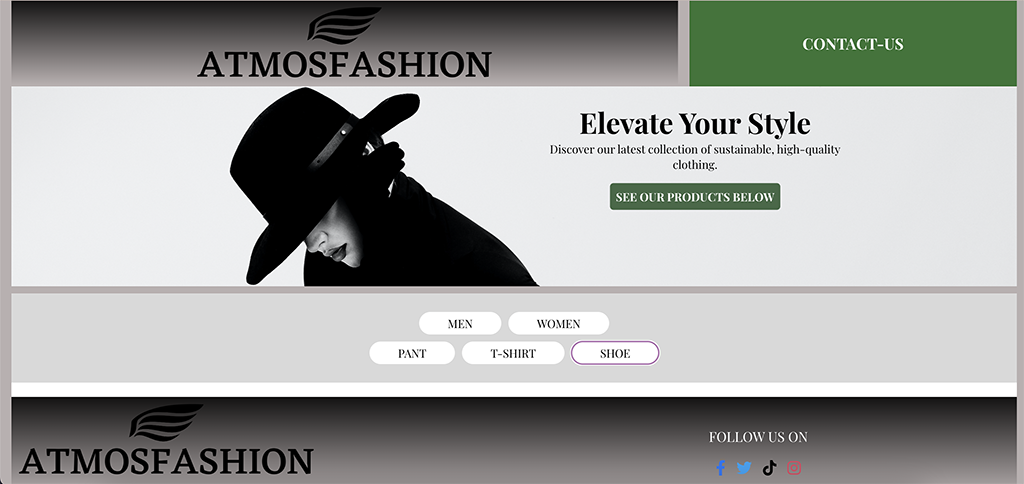 ATMOSFASHION
CONTACT-US
Elevate Your Style
Discover our latest collection of sustainable, high-quality
clothing.
SEE OUR PRODUCTS BELOW
MEN
WOMEN
PANT
T-SHIRT
SHOE
ATMOSFASHION
FOLLOW US ON